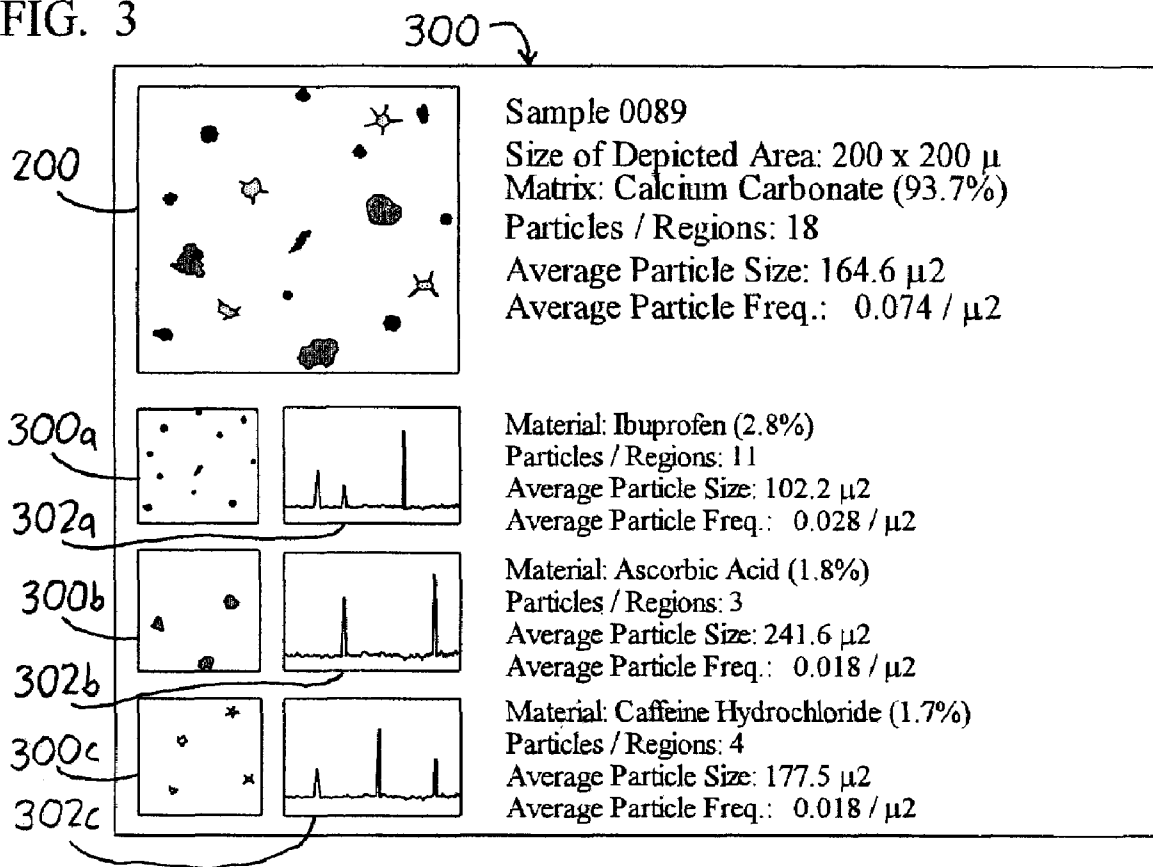 FIG. 3
300
200
Sample 0089
Size of Depicted Area: 200 x 200 μ
Matrix: Calcium Carbonate (93.7%)
Particles / Regions: 18
Average Particle Size: 164.6 μ2
Average Particle Freq.: 0.074 / μ2
300a
302a
Material: Ibuprofen (2.8%)
Particles / Regions: 11
Average Particle Size: 102.2 μ2
Average Particle Freq.: 0.028 / μ2
300b
302b
Material: Ascorbic Acid (1.8%)
Particles / Regions: 3
Average Particle Size: 241.6 μ2
Average Particle Freq.: 0.018 / μ2
300c
302c
Material: Caffeine Hydrochloride (1.7%)
Particles / Regions: 4
Average Particle Size: 177.5 μ2
Average Particle Freq.: 0.018 / μ2